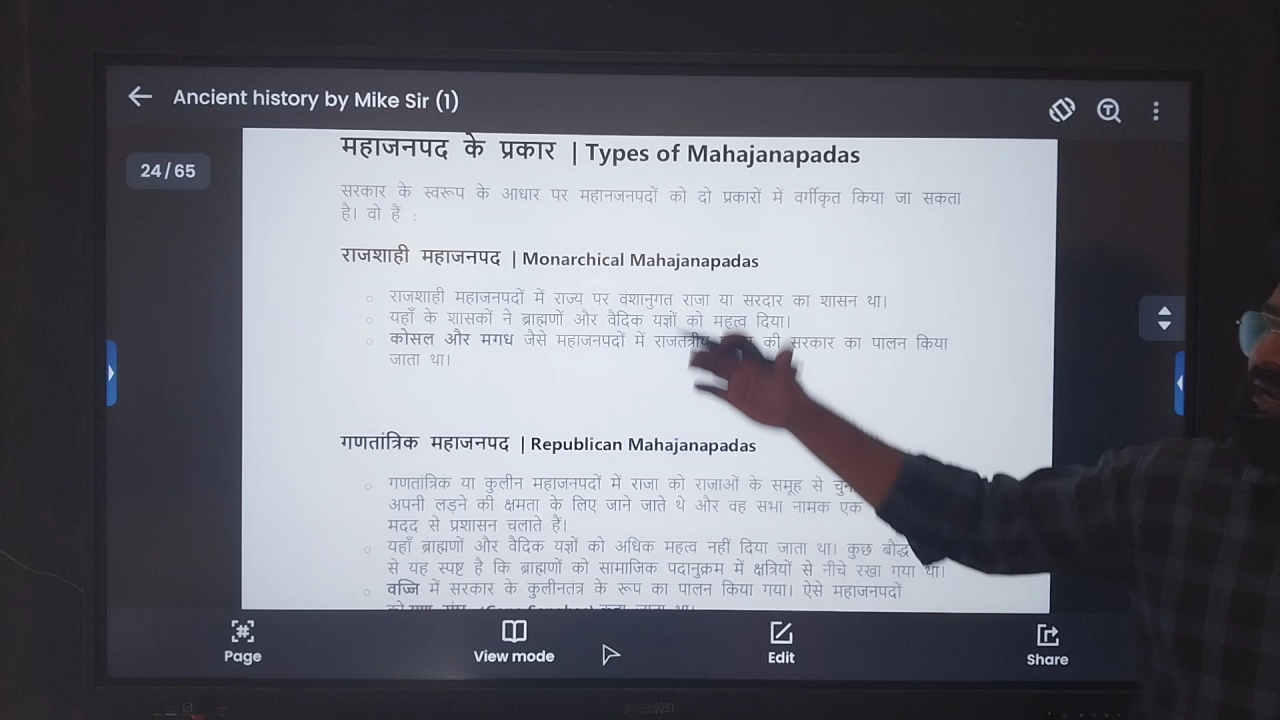 Ancient history by Mike Sir (1)
24/65
महाजनपद के प्रकार | Types of Mahajanapadas
सरकार के स्वरूप के आधार पर महानजनपदों को दो प्रकारों में वर्गीकृत किया जा सकता
है। वो हैं :
राजशाही महाजनपद | Monarchical Mahajanapadas
राजशाही महाजनपदों में राज्य पर वंशानुगत राजा या सरदार का शासन था।
यहाँ के शासकों ने ब्राह्मणों और वैदिक यज्ञों को महत्व दिया।
कोसल और मगध जैसे महाजनपदों में राजतंत्रीय की सरकार का पालन किया
जाता था।
गणतांत्रिक महाजनपद | Republican Mahajanapadas
गणतांत्रिक या कुलीन महाजनपदों में राजा को राजाओं के समूह से
अपनी लड़ने की क्षमता के लिए जाने जाते थे और वह सभा नामक एक
मदद से प्रशासन चलाते हैं।
यहाँ ब्राह्मणों और वैदिक यज्ञों को अधिक महत्व नहीं दिया जाता था। कुछ बौद्ध
से यह स्पष्ट है कि ब्राह्मणों को सामाजिक पदानुक्रम में क्षत्रियों से नीचे रखा गया था।
वज्जि में सरकार के कुलीनतंत्र के रूप का पालन किया गया। ऐसे महाजनपदों
Page
View mode
Edit
Share